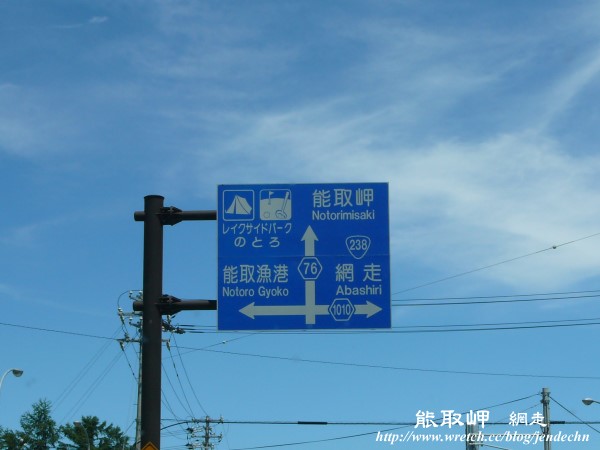 能取岬
Notorimisaki
レイクサイドパーク
のとろ
238
76
能取漁港
Notoro Gyoko
網走
Abashiri
1010
能取岬 網走
http://www.wretch.cc/blog/jendechn